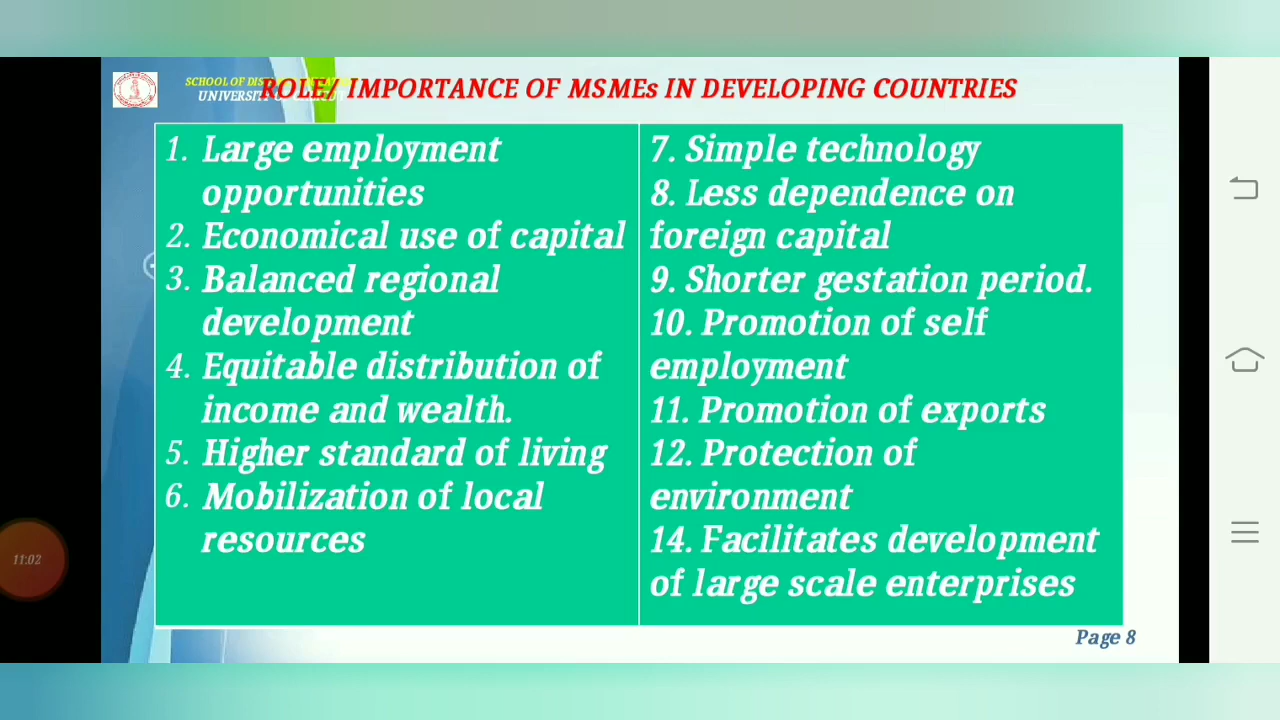 SCHOOL OF
UNIVERSITY
ROLE/ IMPORTANCE OF MSMEs IN DEVELOPING COUNTRIES
1. Large employment
opportunities
2. Economical use of capital
3. Balanced regional
development
4. Equitable distribution of
income and wealth.
5. Higher standard of living
6. Mobilization of local
resources
7. Simple technology
8. Less dependence on
foreign capital
9. Shorter gestation period.
10. Promotion of self
employment
11. Promotion of exports
12. Protection of
environment
14. Facilitates development
of large scale enterprises
11:02
Page 8